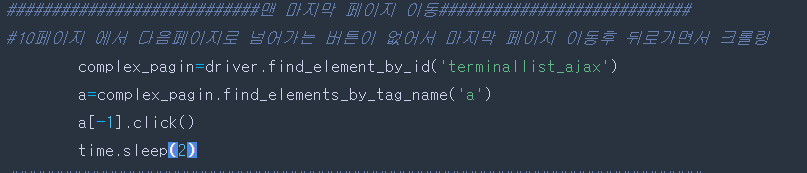 ############################맨 마지막 페이지 이동############################
#10페이지 에서 다음페이지로 넘어가는 버튼이 없어서 마지막 페이지 이동후 뒤로가면서 크롤링
complex_pagin=driver.find_element_by_id('terminallist_ajax')
a=complex_pagin.find_elements_by_tag_name('a')
a[-1].click()
time.sleep(2)